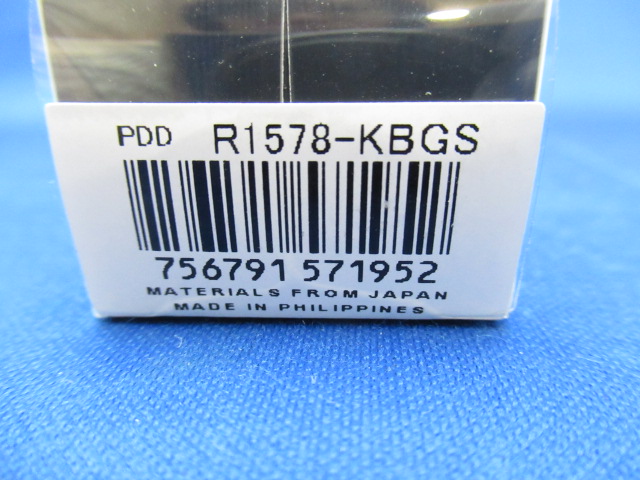 PDD R1578-KBGS
756791 571952
MATERIALS FROM JAPAN
MADE IN PHILIPPINES